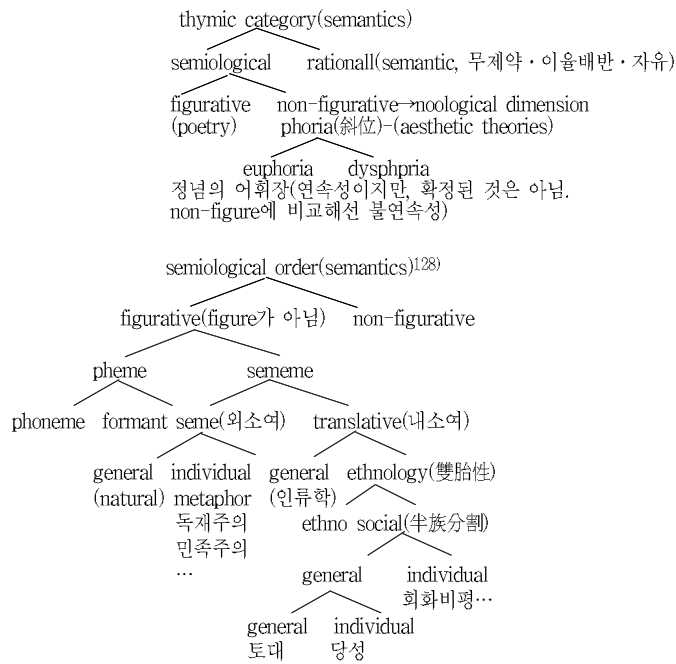 thymic category(semantics)
semiological rationall(semantic, 무제약·이율배반·자유)
figurative non-figurative→noological dimension
(poetry) phoria(斜位)-(aesthetic theories)
euphoria dysphpria
정념의 어휘장(연속성이지만, 확정된 것은 아님.
non-figure에 비교해선 불연속성)
semiological order(semantics)128)
figurative(figure가 아님) non-figurative
pheme sememe
phoneme formant seme(외소여) translative(내소여)
general individual general ethnology(雙胎性)
(natural) metaphor (인류학)
독재주의 ethno social(半族分割)
민족주의
… general individual
회화비평…
general individual
토대 당성